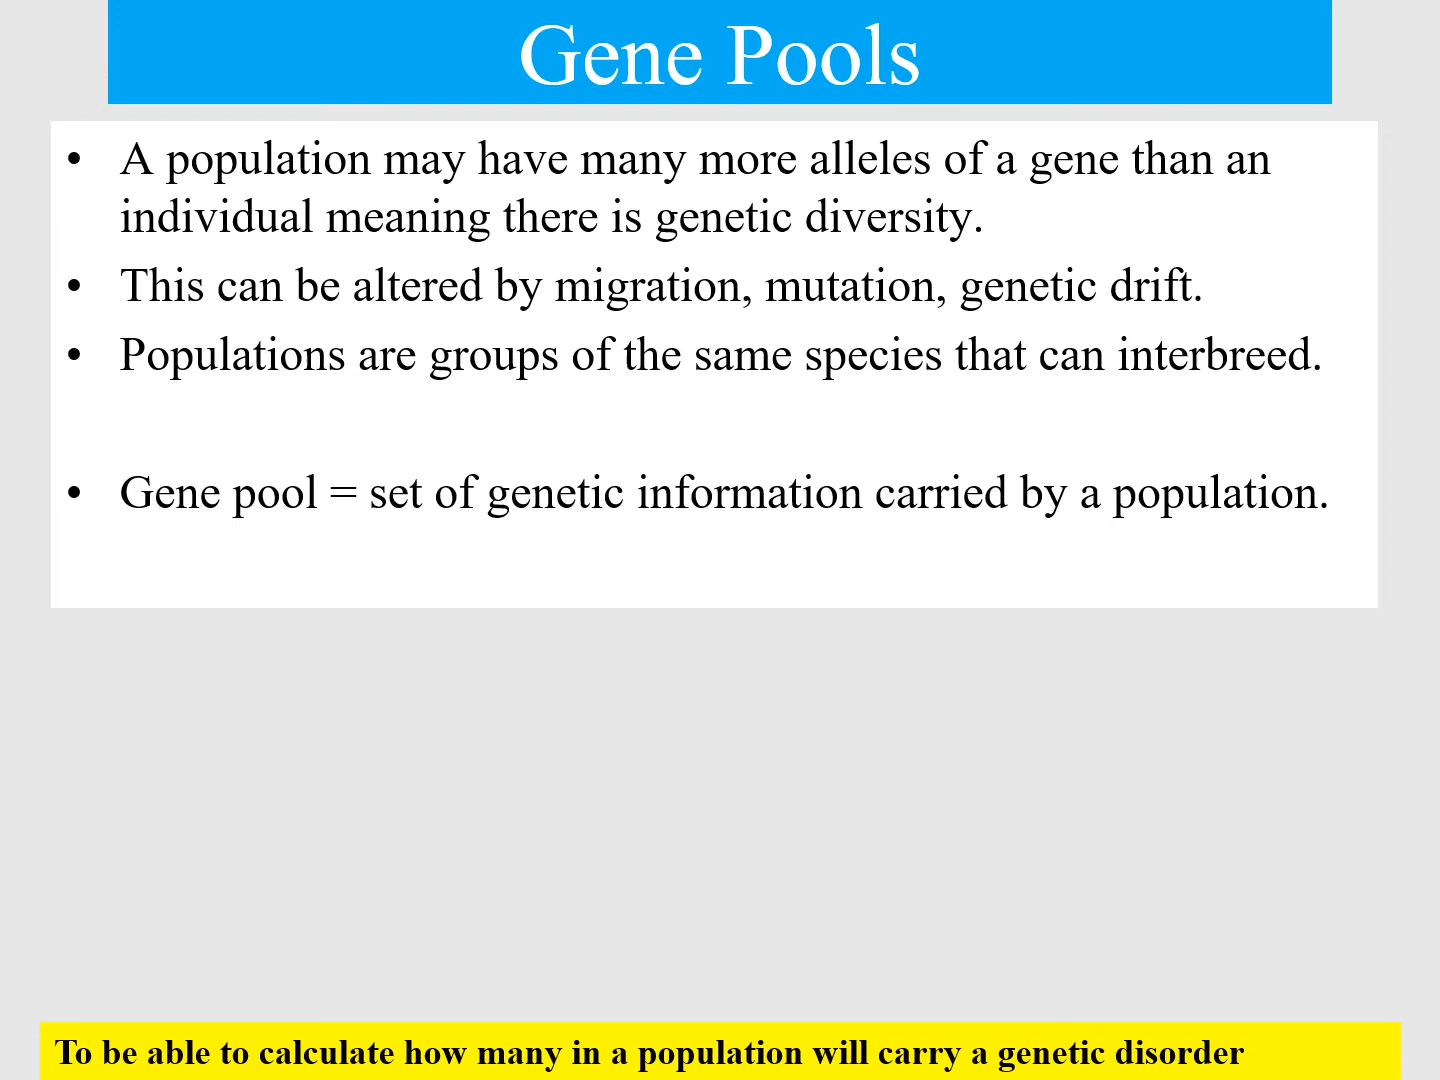 Gene Pools
• A population may have many more alleles of a gene than an
individual meaning there is genetic diversity.
• This can be altered by migration, mutation, genetic drift.
• Populations are groups of the same species that can interbreed.
• Gene pool = set of genetic information carried by a population.
To be able to calculate how many in a population will carry a genetic disorder